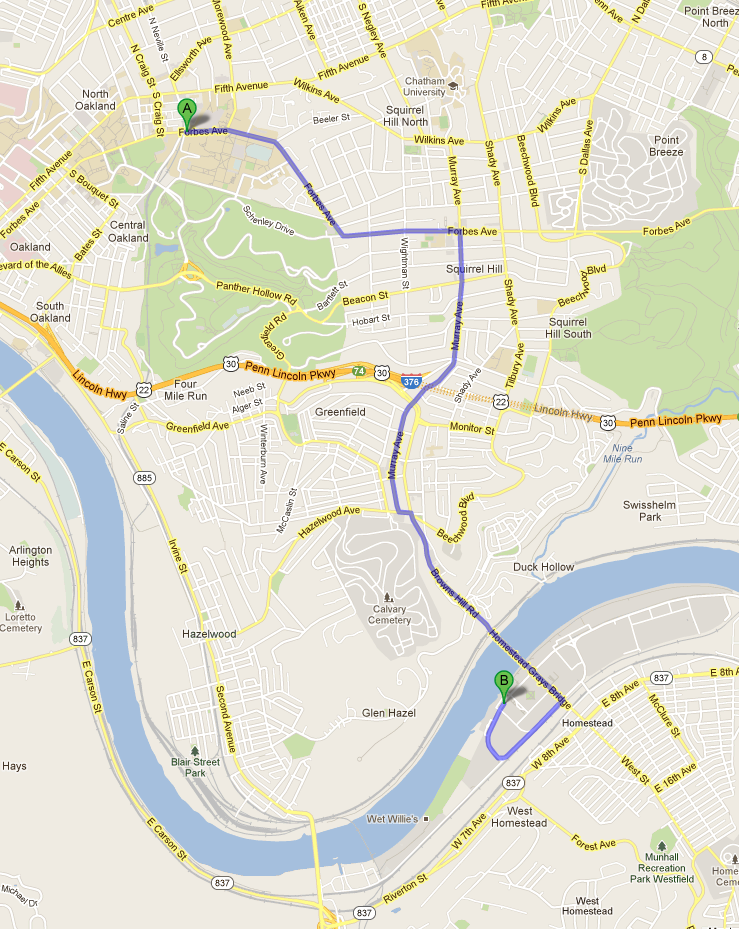 Centre Ave
N Neville St
Morewood Ave
Aiken Ave
S Negley Ave
Fifth Ave
Penn Ave
N Dal
Point Breeze
North
8
N Craig St
Ellsworth Ave
S Craig St
Fifth Avenue
Fifth Avenue
Chatham
University
Wilkins Ave
North
Oakland
A
Beeler St
Squirrel
Hill North
Wilkins Ave
Wilkins Ave
S Dallas Ave
Point
Breeze
Forbes Ave
Fifth Avenue
S Bouquet St
Forbes Ave
Forbes Ave
Murray Ave
Shady Ave
Beechwood Blvd
Schenley Drive
Central
Oakland
Bates St
Oakland
evard of the Allies
Wightman St
Forbes Ave
Forbes Ave
Squirrel Hill
Panther Hollow Rd
Bartlett St
Beacon St
Hobart St
Murray Ave
Shady Ave
Beechwood
Blvd
Squirrel
Hill South
South
Oakland
Greenfield Rd
30
Penn Lincoln Pkwy
74
30
376
Lincoln Hwy
22
Four
Mile Run
Neeb St
Alger St
Shady Ave
Tilbury Ave
22
Lincoln Hwy
30
Penn Lincoln Pkwy
Saline St
Greenfield Ave
Greenfield
Monitor St
Winterburn Ave
Murray Ave
Nine
Mile Run
E Carson St
885
McCaslin St
Hazelwood Ave
Beechwood Blvd
Swisshelm
Park
Irvine St
Arlington
Heights
Duck Hollow
Browns Hill Rd
Loretto
Cemetery
Calvary
Cemetery
837
Hazelwood
Homestead Grays Bridge
E Carson St
Second Avenue
B
837
E 8th Ave
E 8th A
McClure St
Glen Hazel
Homestead
W 8th Ave
West St
E 16th Ave
Hays
Blair Street
Park
837
Wet Willie's
West
Homestead
W 7th Ave
E Carson St
Forest Ave
Munhall
Recreation
Park Westfield
Home
Ceme
837
Riverton St
837
Michael Dr
West
Homestead